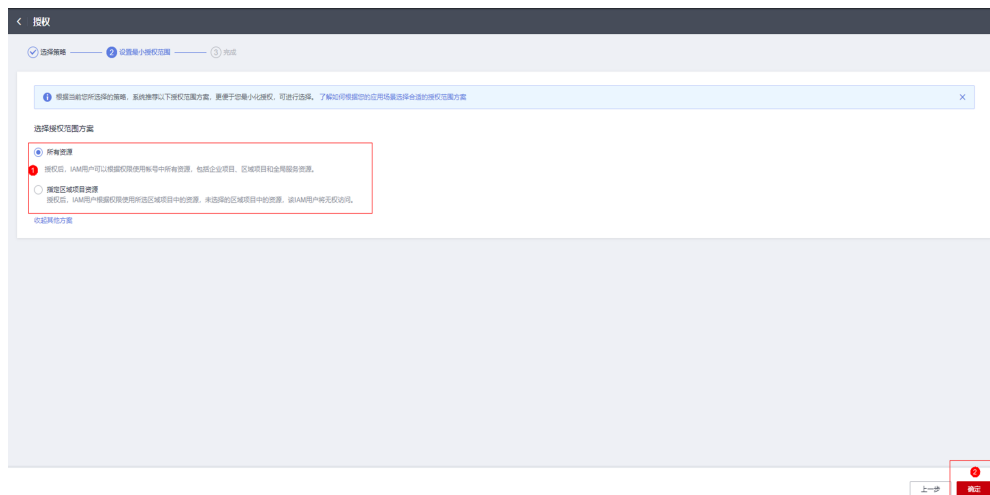 授权
选择策略 2 设置最小授权范围 3 完成
根据当前您所选择的策略，系统推荐以下授权范围方案，更便于您最小化授权，可进行选择。了解如何根据您的应用场景选择合适的授权范围方案
选择授权范围方案
所有资源
1 授权后，IAM用户可以根据权限使用帐号中所有资源，包括企业项目、区域项目和全局服务资源。
指定区域项目资源
授权后，IAM用户根据权限使用所选区域项目中的资源，未选择的区域项目中的资源，该IAM用户将无权访问。
收起其他方案
2
上一步 确定